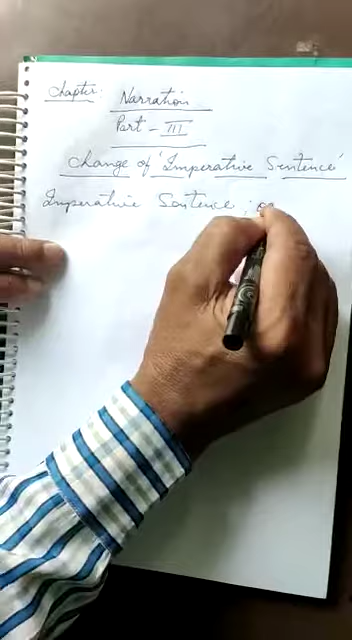 Chapter:
Narration
Part - III
Change of 'Imperative Sentence'
Imperative Sentence :